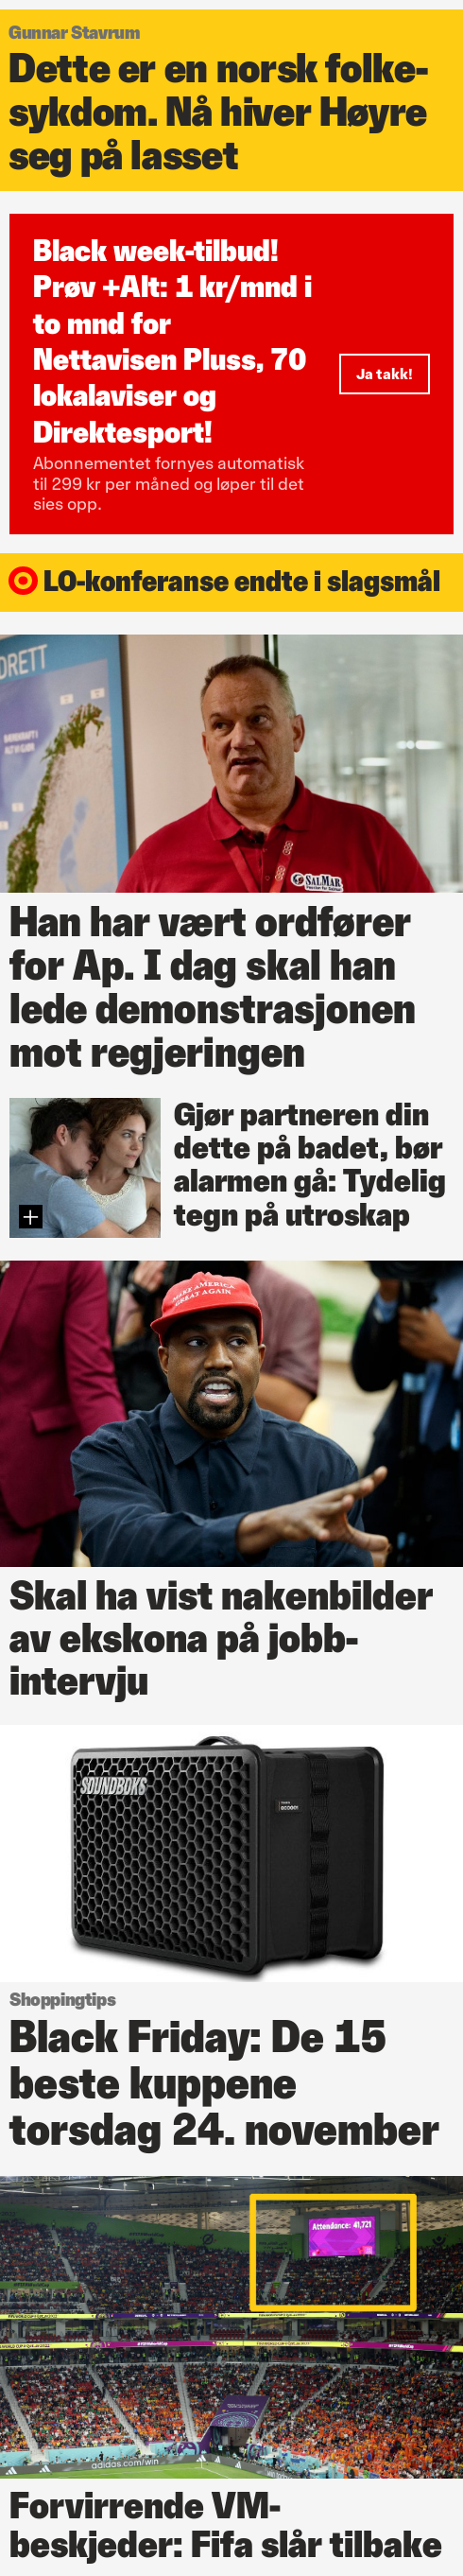 Gunnar Stavrum
Dette er en norsk folke-
sykdom. Nå hiver Høyre
seg på lasset
Black week-tilbud!
Prøv +Alt: 1 kr/mnd i
to mnd for
Nettavisen Pluss, 70
lokalaviser og
Direktesport!
Ja takk!
Abonnementet fornyes automatisk
til 299 kr per måned og løper til det
sies opp.
LO-konferanse endte i slagsmål
SALMAR
Han har vært ordfører
for Ap. I dag skal han
lede demonstrasjonen
mot regjeringen
Gjør partneren din
dette på badet, bør
alarmen gå: Tydelig
tegn på utroskap
MAKE AMERICA
GREAT AGAIN
Skal ha vist nakenbilder
av ekskona på jobb-
intervju
SOUNDBOKS
Shoppingtips
Black Friday: De 15
beste kuppene
torsdag 24. november
Attendance: 41,721
adidas.com/win
Forvirrende VM-
beskjeder: Fifa slår tilbake